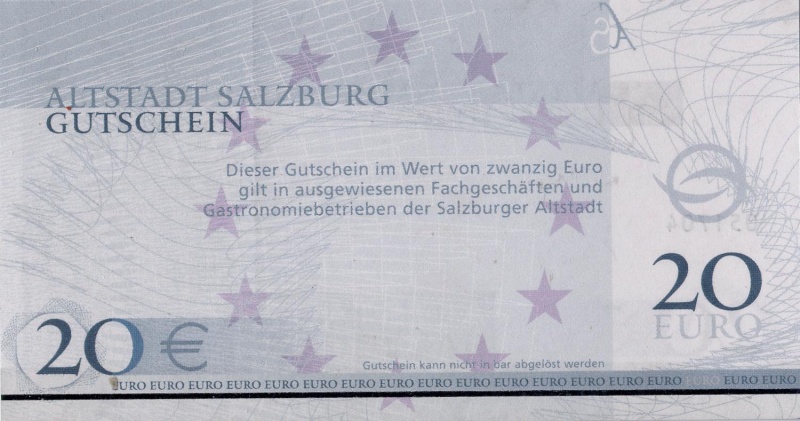 ALTSTADT SALZBURG
GUTSCHEIN
Dieser Gutschein im Wert von zwanzig Euro
gilt in ausgewiesenen Fachgeschäften und
Gastronomiebetrieben der Salzburger Altstadt
20
EURO
20 €
Gutschein kann nicht in bar abgelöst werden
EURO EURO EURO EURO EURO EURO EURO EURO EURO EURO EURO EURO EURO EURO EURO EURO EURO EURO